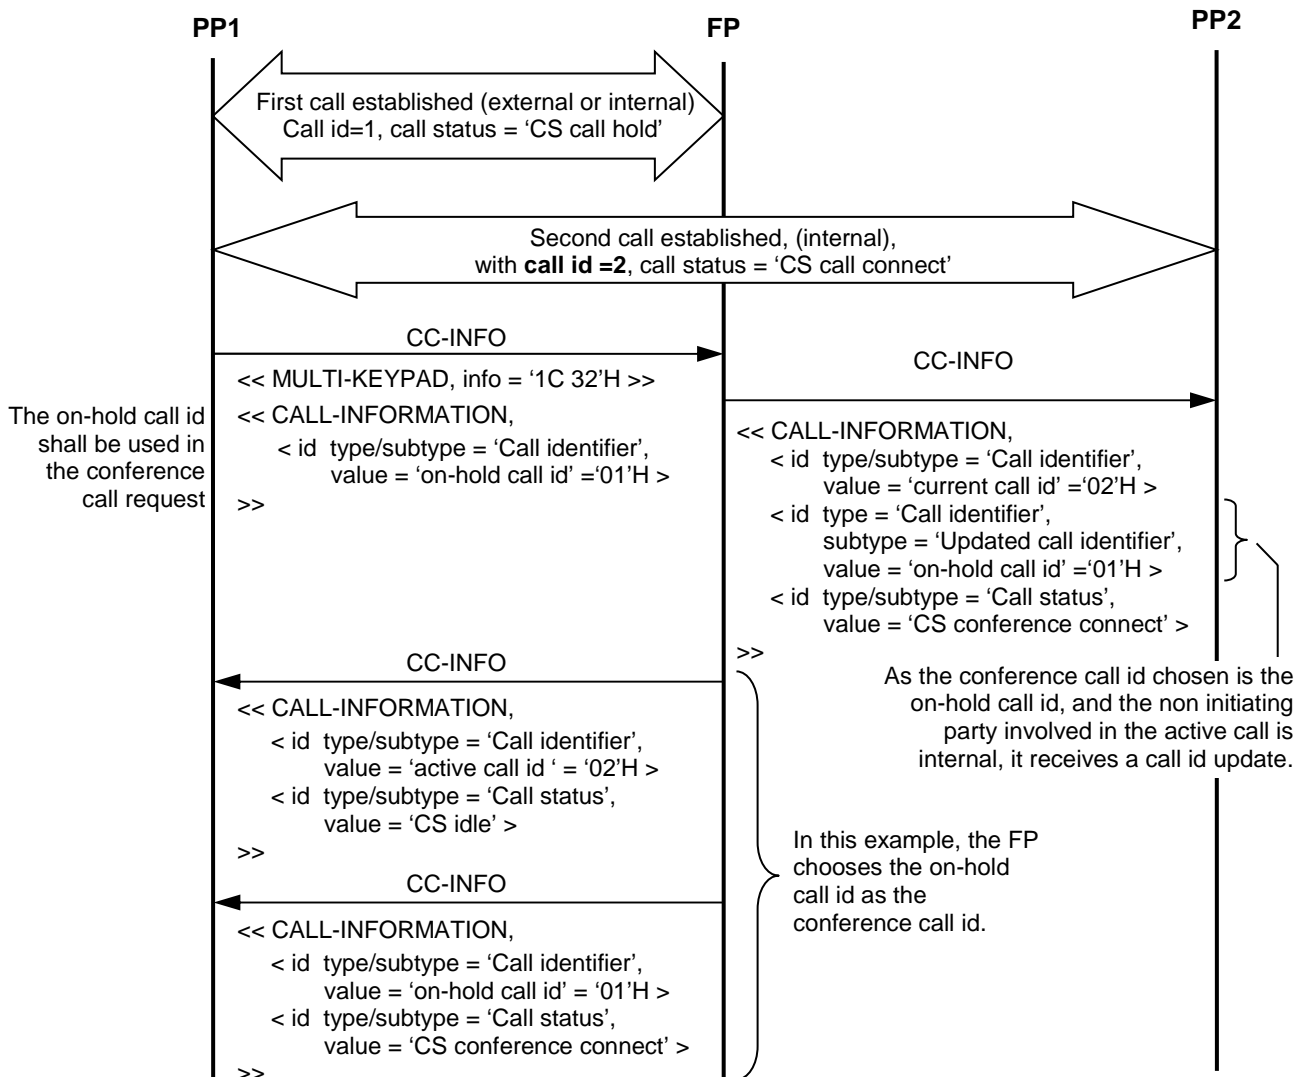 PP1
FP
PP2
First call established (external or internal)
Call id=1, call status = ‘CS call hold’
Second call established, (internal),
with call id =2, call status = ‘CS call connect’
CC-INFO
<< MULTI-KEYPAD, info = ‘1C 32’H >>
<< CALL-INFORMATION,
< id type/subtype = ‘Call identifier’,
value = ‘on-hold call id’ =‘01’H >
>>
The on-hold call id
shall be used in
the conference
call request
CC-INFO
<< CALL-INFORMATION,
< id type/subtype = ‘Call identifier’,
value = ‘current call id’ =‘02’H >
< id type = ‘Call identifier’,
subtype = ‘Updated call identifier’,
value = ‘on-hold call id’ =‘01’H >
< id type/subtype = ‘Call status’,
value = ‘CS conference connect’ >
>>
As the conference call id chosen is the
on-hold call id, and the non initiating
party involved in the active call is
internal, it receives a call id update.
CC-INFO
<< CALL-INFORMATION,
< id type/subtype = ‘Call identifier’,
value = ‘active call id ‘ = ‘02’H >
< id type/subtype = ‘Call status’,
value = ‘CS idle’ >
>>
In this example, the FP
chooses the on-hold
call id as the
conference call id.
CC-INFO
<< CALL-INFORMATION,
< id type/subtype = ‘Call identifier’,
value = ‘on-hold call id’ = ‘01’H >
< id type/subtype = ‘Call status’,
value = ‘CS conference connect’ >
>>